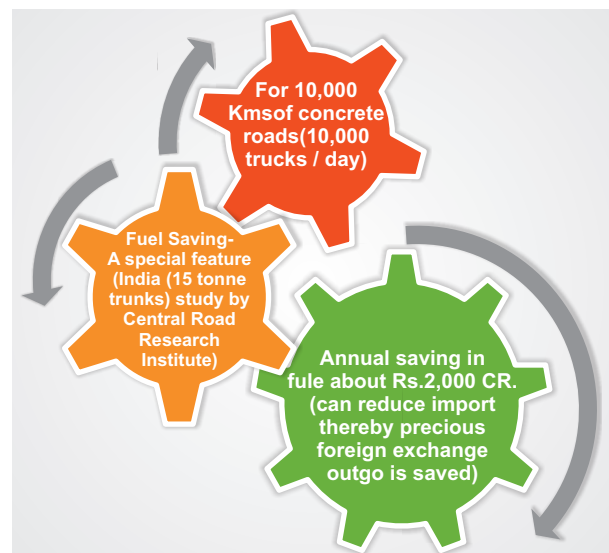 For 10,000
Kmsof concrete
roads(10,000
trucks / day)
Fuel Saving-
A special feature
(India (15 tonne
trunks) study by
Central Road
Research
Institute)
Annual saving in
fule about Rs.2,000 CR.
(can reduce import
thereby precious
foreign exchange
outgo is saved)